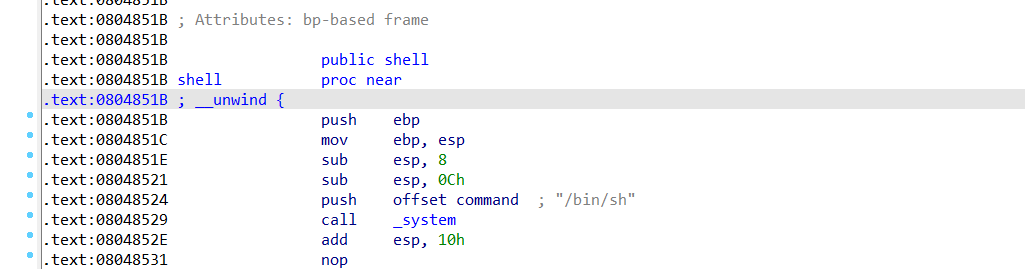 .text:0804851B
.text:0804851B ; Attributes: bp-based frame
.text:0804851B
.text:0804851B public shell
.text:0804851B shell proc near
.text:0804851B ; __unwind {
.text:0804851B push ebp
.text:0804851C mov ebp, esp
.text:0804851E sub esp, 8
.text:08048521 sub esp, 0Ch
.text:08048524 push offset command ; "/bin/sh"
.text:08048529 call _system
.text:0804852E add esp, 10h
.text:08048531 nop